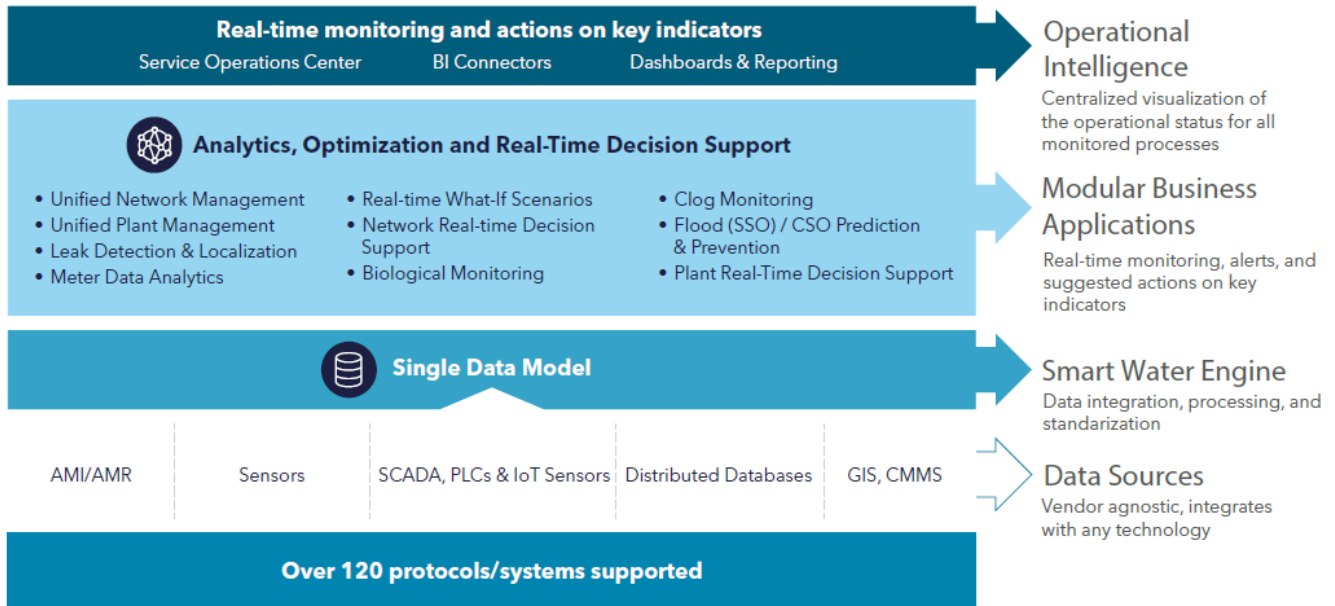 Real-time monitoring and actions on key indicators
Service Operations Center BI Connectors Dashboards & Reporting
Operational
Intelligence
Centralized visualization of
the operational status for all
monitored processes
Analytics, Optimization and Real-Time Decision Support
• Unified Network Management
• Unified Plant Management
• Leak Detection & Localization
• Meter Data Analytics
• Real-time What-If Scenarios
• Network Real-time Decision
Support
• Biological Monitoring
• Clog Monitoring
• Flood (SSO) / CSO Prediction
& Prevention
• Plant Real-Time Decision Support
Modular Business
Applications
Real-time monitoring, alerts, and
suggested actions on key
indicators
Single Data Model
Smart Water Engine
Data integration, processing, and
standarization
AMI/AMR
Sensors
SCADA, PLCs & IoT Sensors
Distributed Databases
GIS, CMMS
Data Sources
Vendor agnostic, integrates
with any technology
Over 120 protocols/systems supported